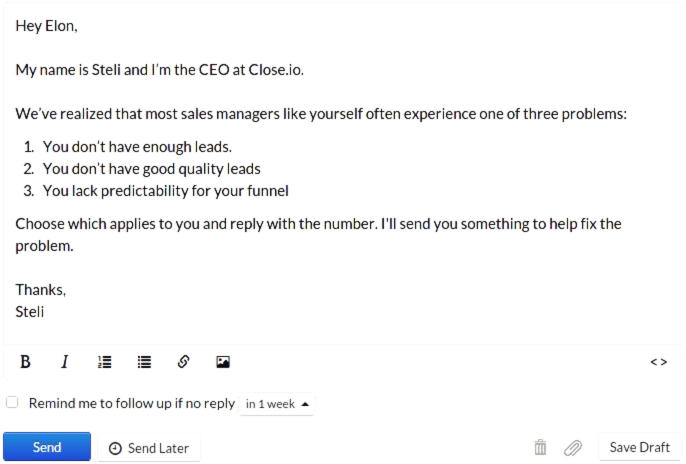 Hey Elon,
My name is Steli and I'm the CEO at Close.io.
We've realized that most sales managers like yourself often experience one of three problems:
1. You don't have enough leads.
2. You don't have good quality leads
3. You lack predictability for your funnel
Choose which applies to you and reply with the number. I'll send you something to help fix the
problem.
Thanks,
Steli
B I
<>
Remind me to follow up if no reply in 1 week
Send Send Later Save Draft